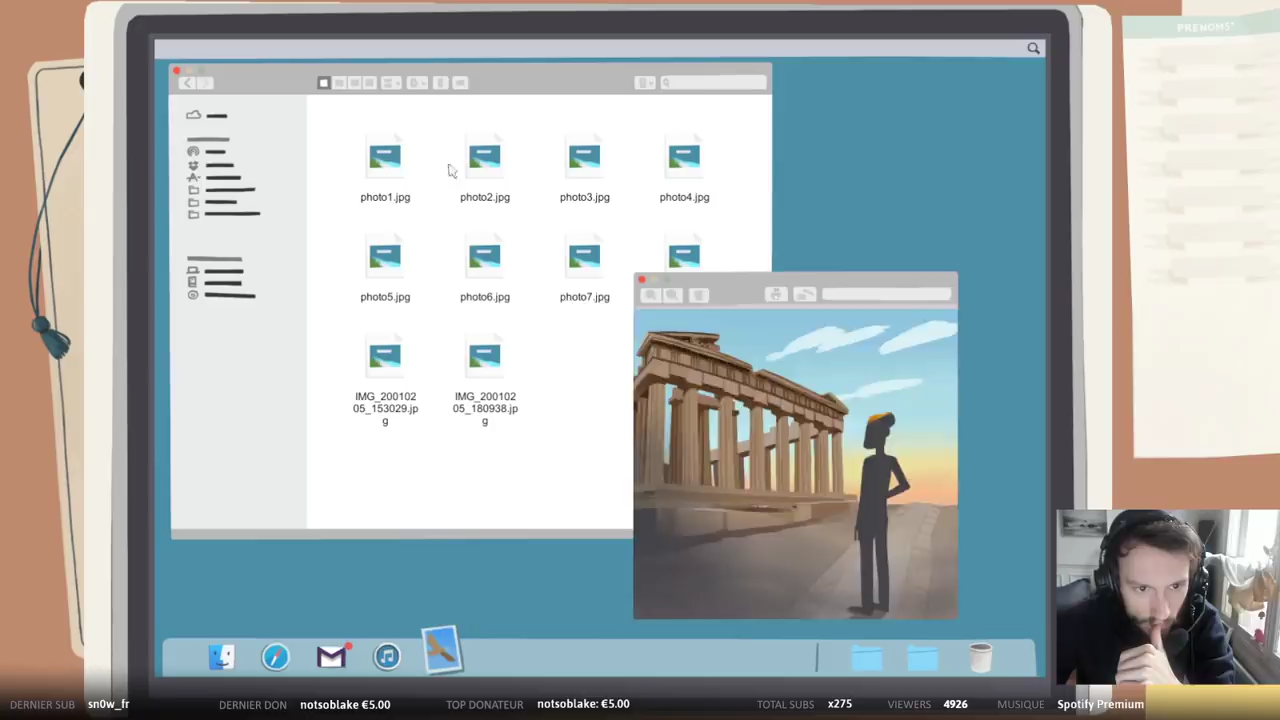 PRENOMS*
photo1.jpg
photo2.jpg
photo3.jpg
photo4.jpg
photo5.jpg
photo6.jpg
photo7.jpg
IMG_200102
05_153029.jp
g
IMG_200102
05_180938.jp
g
DERNIER SUB sn0w_fr
DERNIER DON notsoblake €5.00
TOP DONATEUR notsoblake: €5.00
TOTAL SUBS x275
VIEWERS 4926
MUSIQUE Spotify Premium